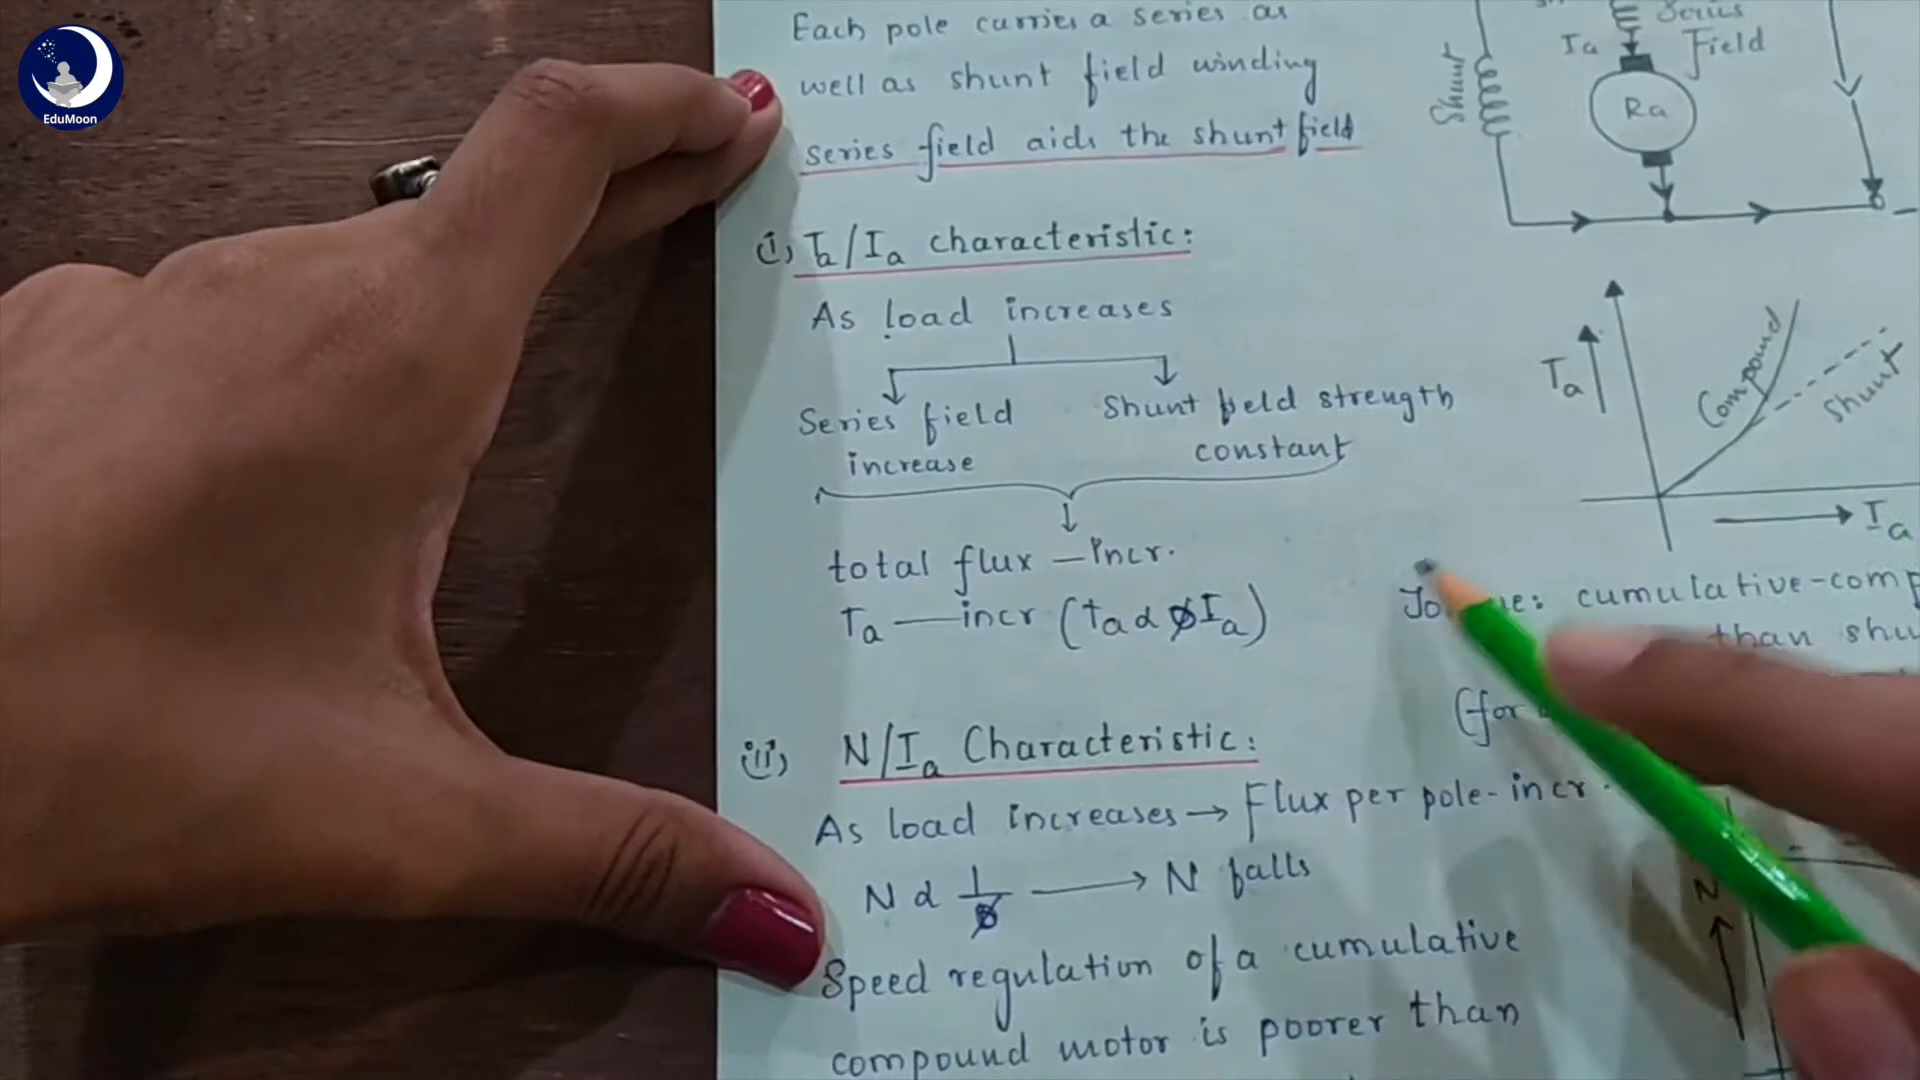 EduMoon
Each pole carries a series as
well as shunt field winding
series field aids the shunt field
(i) Ta/Ia characteristic:
As load increases
Series field
increase
Shunt field strength
constant
total flux — incr.
Ta — incr (Ta α ϕIa)
(ii) N/Ia Characteristic:
As load increases → Flux per pole - incr.
N α 1/ϕ → N falls
Speed regulation of a cumulative
compound motor is poorer than
Series
Field
Ia
Shunt
Ra
Ta
Compound
Shunt
Ia
cumulative-comp
than shu
(for
N